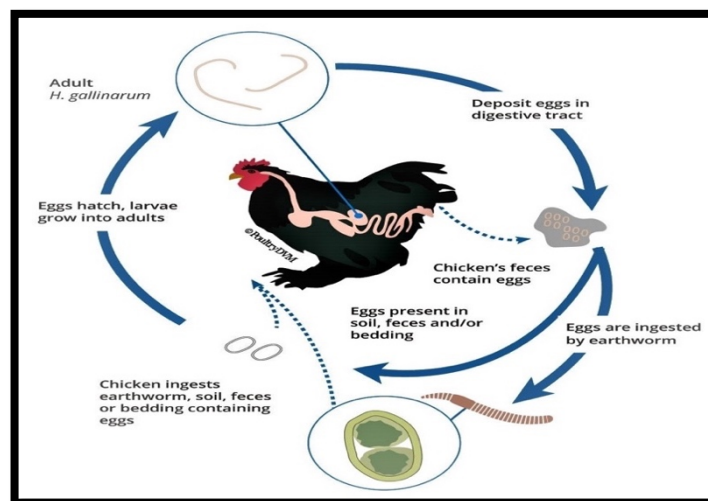 Adult
H. gallinarum
Deposit eggs in
digestive tract
Eggs hatch, larvae
grow into adults
©PoultryDVM
Chicken's feces
contain eggs
Eggs present in
soil, feces and/or
bedding
Eggs are ingested
by earthworm
Chicken ingests
earthworm, soil, feces
or bedding containing
eggs